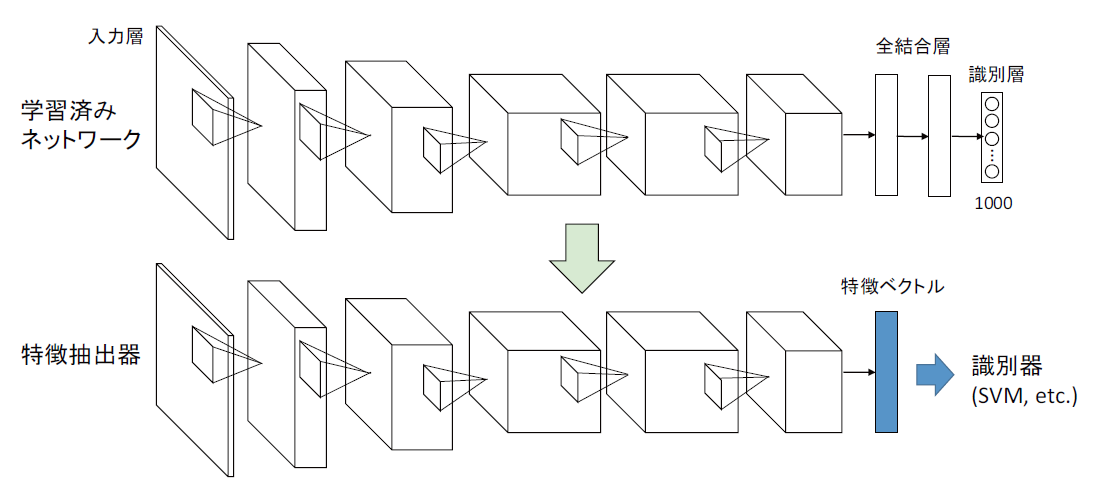 入力層
全結合層
識別層
学習済み
ネットワーク
⋮
1000
特徴ベクトル
特徴抽出器
識別器
(SVM, etc.)